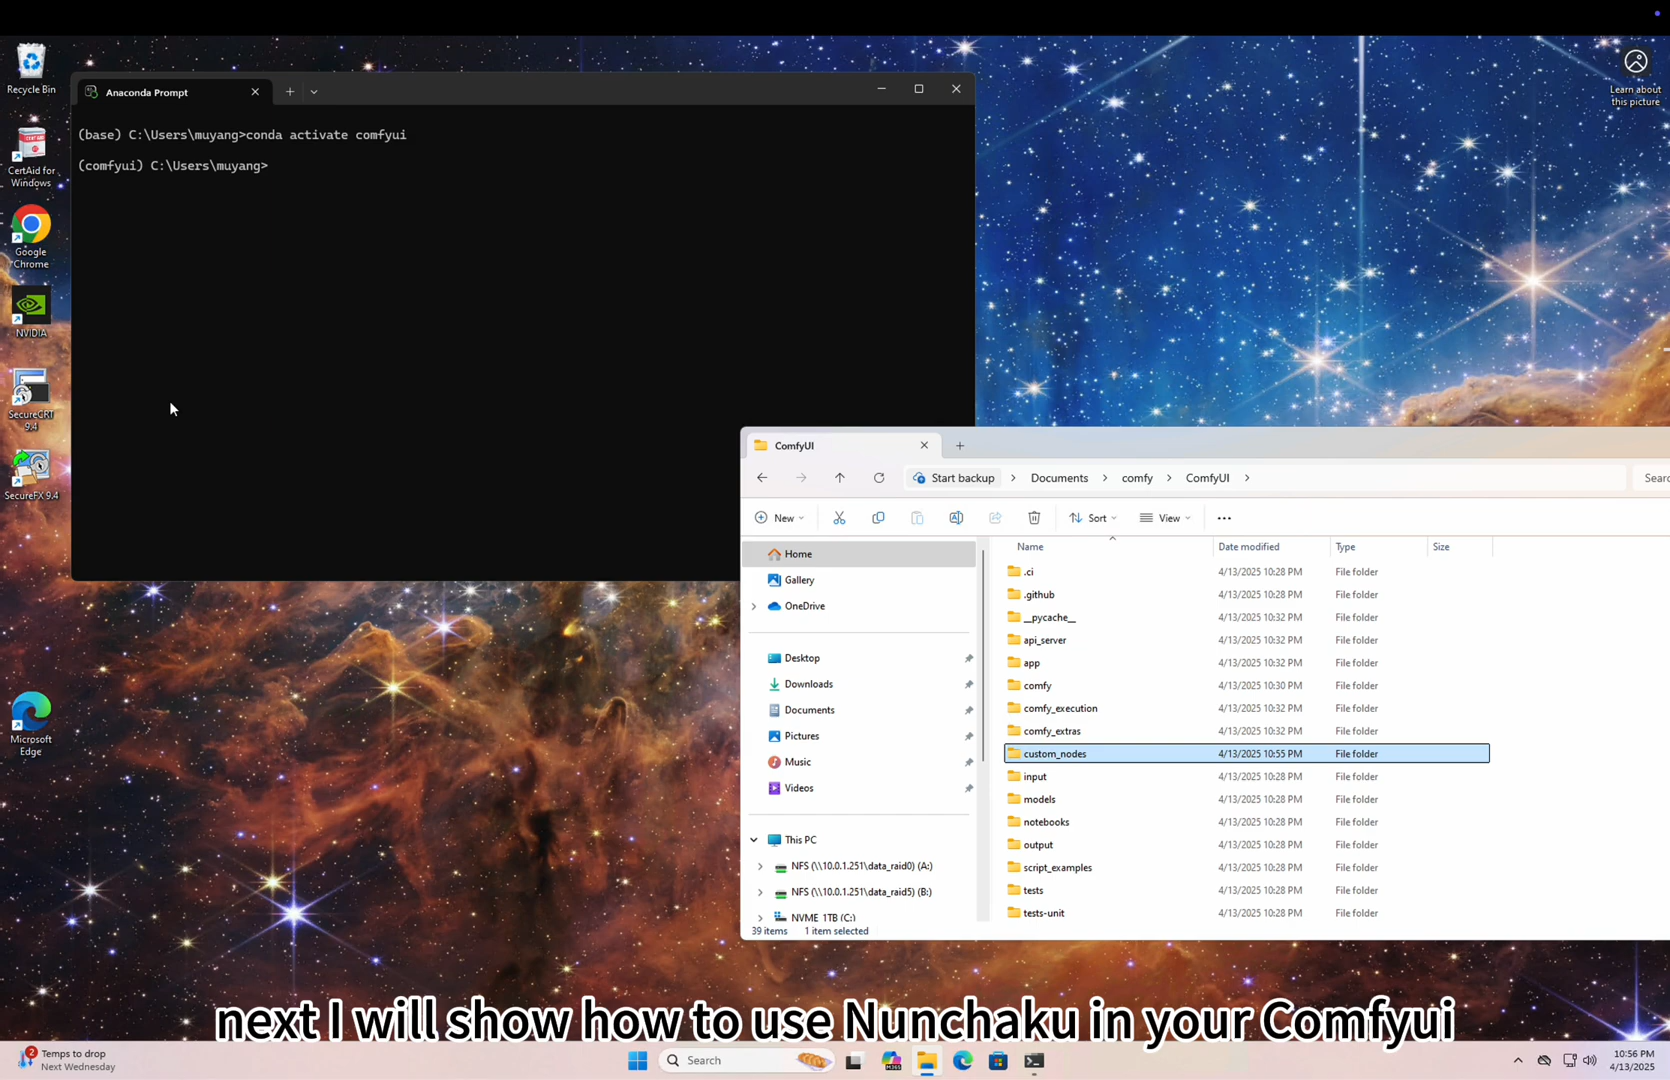 Recycle Bin
CertAid for
Windows
Google
Chrome
NVIDIA
SecureCRT
9.4
SecureFX 9.4
Microsoft
Edge
Learn about
this picture
Anaconda Prompt
(base) C:\Users\muyang>conda activate comfyui
(comfyui) C:\Users\muyang>
ComfyUI
Start backup > Documents > comfy > ComfyUI >
Searc
New
Sort
View
Home
Gallery
OneDrive
Desktop
Downloads
Documents
Pictures
Music
Videos
This PC
NFS (\\10.0.1.251\data_raid0) (A:)
NFS (\\10.0.1.251\data_raid5) (B:)
NVME 1TB (C:)
Name Date modified Type Size
.ci 4/13/2025 10:28 PM File folder
.github 4/13/2025 10:28 PM File folder
__pycache__ 4/13/2025 10:32 PM File folder
api_server 4/13/2025 10:32 PM File folder
app 4/13/2025 10:32 PM File folder
comfy 4/13/2025 10:30 PM File folder
comfy_execution 4/13/2025 10:32 PM File folder
comfy_extras 4/13/2025 10:32 PM File folder
custom_nodes 4/13/2025 10:55 PM File folder
input 4/13/2025 10:28 PM File folder
models 4/13/2025 10:28 PM File folder
notebooks 4/13/2025 10:28 PM File folder
output 4/13/2025 10:28 PM File folder
script_examples 4/13/2025 10:28 PM File folder
tests 4/13/2025 10:28 PM File folder
tests-unit 4/13/2025 10:28 PM File folder
39 items 1 item selected
next I will show how to use Nunchaku in your Comfyui
2
Temps to drop
Next Wednesday
Search
10:56 PM
4/13/2025